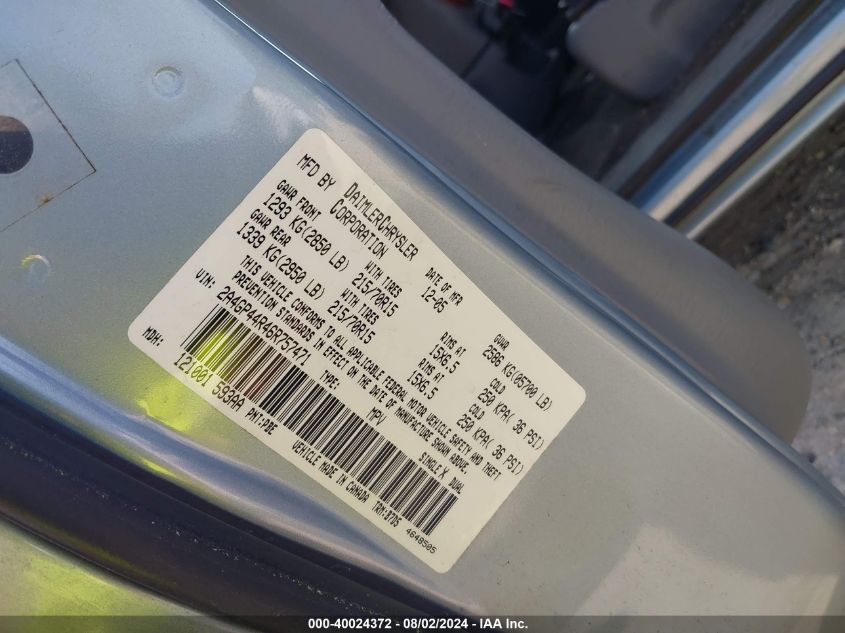 MFD BY DAIMLERCHRYSLER CORPORATION
DATE OF MFR 12-05
GVWR 2586 KG(05700 LB)
GAWR FRONT 1293 KG(2850 LB)
WITH TIRES 215/70R15
RIMS AT 15X6.5
COLD 250 KPA( 36 PSI)
GAWR REAR 1339 KG(2950 LB)
WITH TIRES 215/70R15
RIMS AT 15X6.5
COLD 250 KPA( 36 PSI)
THIS VEHICLE CONFORMS TO ALL APPLICABLE FEDERAL MOTOR VEHICLE SAFETY AND THEFT
PREVENTION STANDARDS IN EFFECT ON THE DATE OF MANUFACTURE SHOWN ABOVE.
VIN: 2A4GP44R46R757471 TYPE: MPV SINGLE X DUAL
MDH: 121001 593AA PNT:PBE VEHICLE MADE IN CANADA TRM:B7D5 4648505
000-40024372 - 08/02/2024 - IAA Inc.